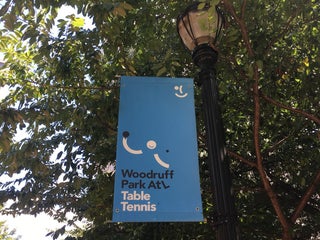 Woodruff
Park Atl
Table
Tennis